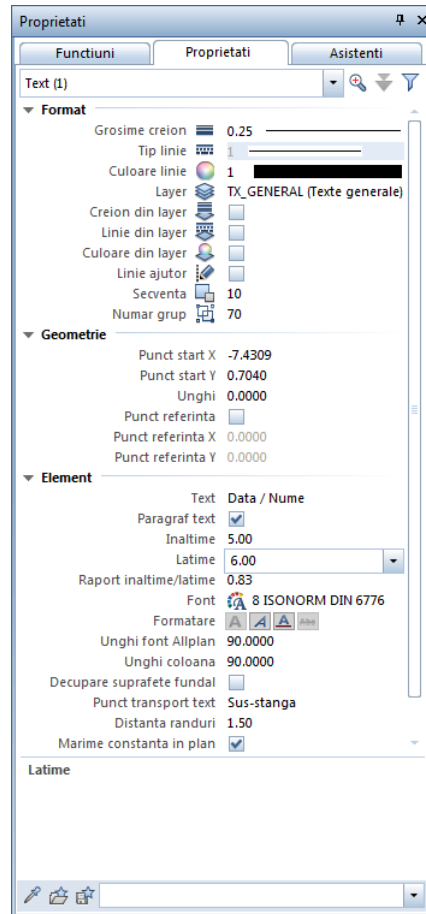 Proprietati
Functiuni Proprietati Asistenti
Text (1)
Format
Grosime creion 0.25
Tip linie 1
Culoare linie 1
Layer TX_GENERAL (Texte generale)
Creion din layer
Linie din layer
Culoare din layer
Linie ajutor
Secventa 10
Numar grup 70
Geometrie
Punct start X -7.4309
Punct start Y 0.7040
Unghi 0.0000
Punct referinta
Punct referinta X 0.0000
Punct referinta Y 0.0000
Element
Text Data / Nume
Paragraf text
Inaltime 5.00
Latime 6.00
Raport inaltime/latime 0.83
Font 8 ISONORM DIN 6776
Formatare A A A Abc
Unghi font Allplan 90.0000
Unghi coloana 90.0000
Decupare suprafete fundal
Punct transport text Sus-stanga
Distanta randuri 1.50
Marime constanta in plan
Latime